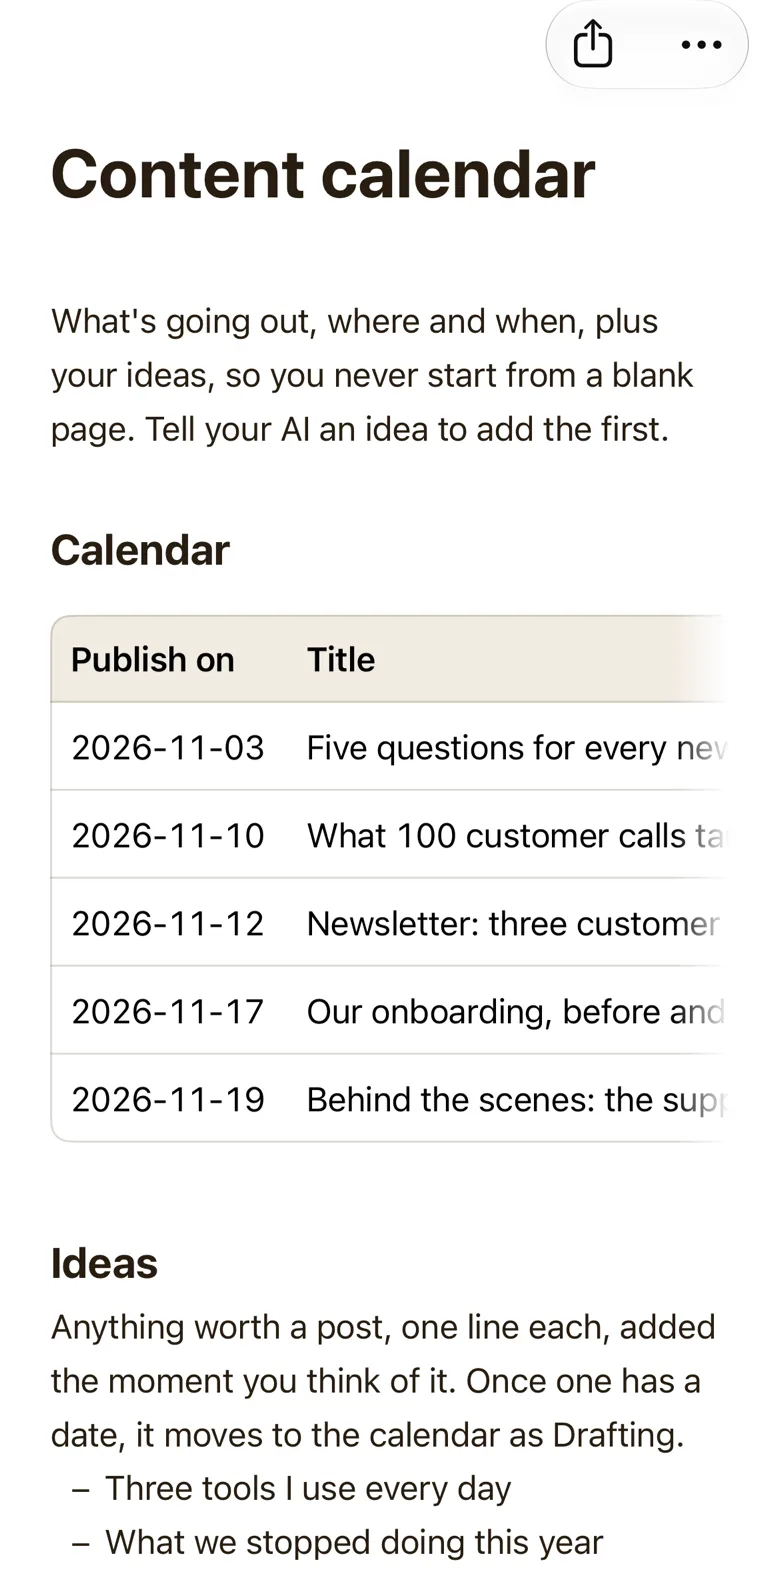 Content calendar
What's going out, where and when, plus
your ideas, so you never start from a blank
page. Tell your AI an idea to add the first.
Calendar
Publish on Title
2026-11-03 Five questions for every
2026-11-10 What 100 customer calls
2026-11-12 Newsletter: three customer
2026-11-17 Our onboarding, before and
2026-11-19 Behind the scenes: the
Ideas
Anything worth a post, one line each, added
the moment you think of it. Once one has a
date, it moves to the calendar as Drafting.
– Three tools I use every day
– What we stopped doing this year